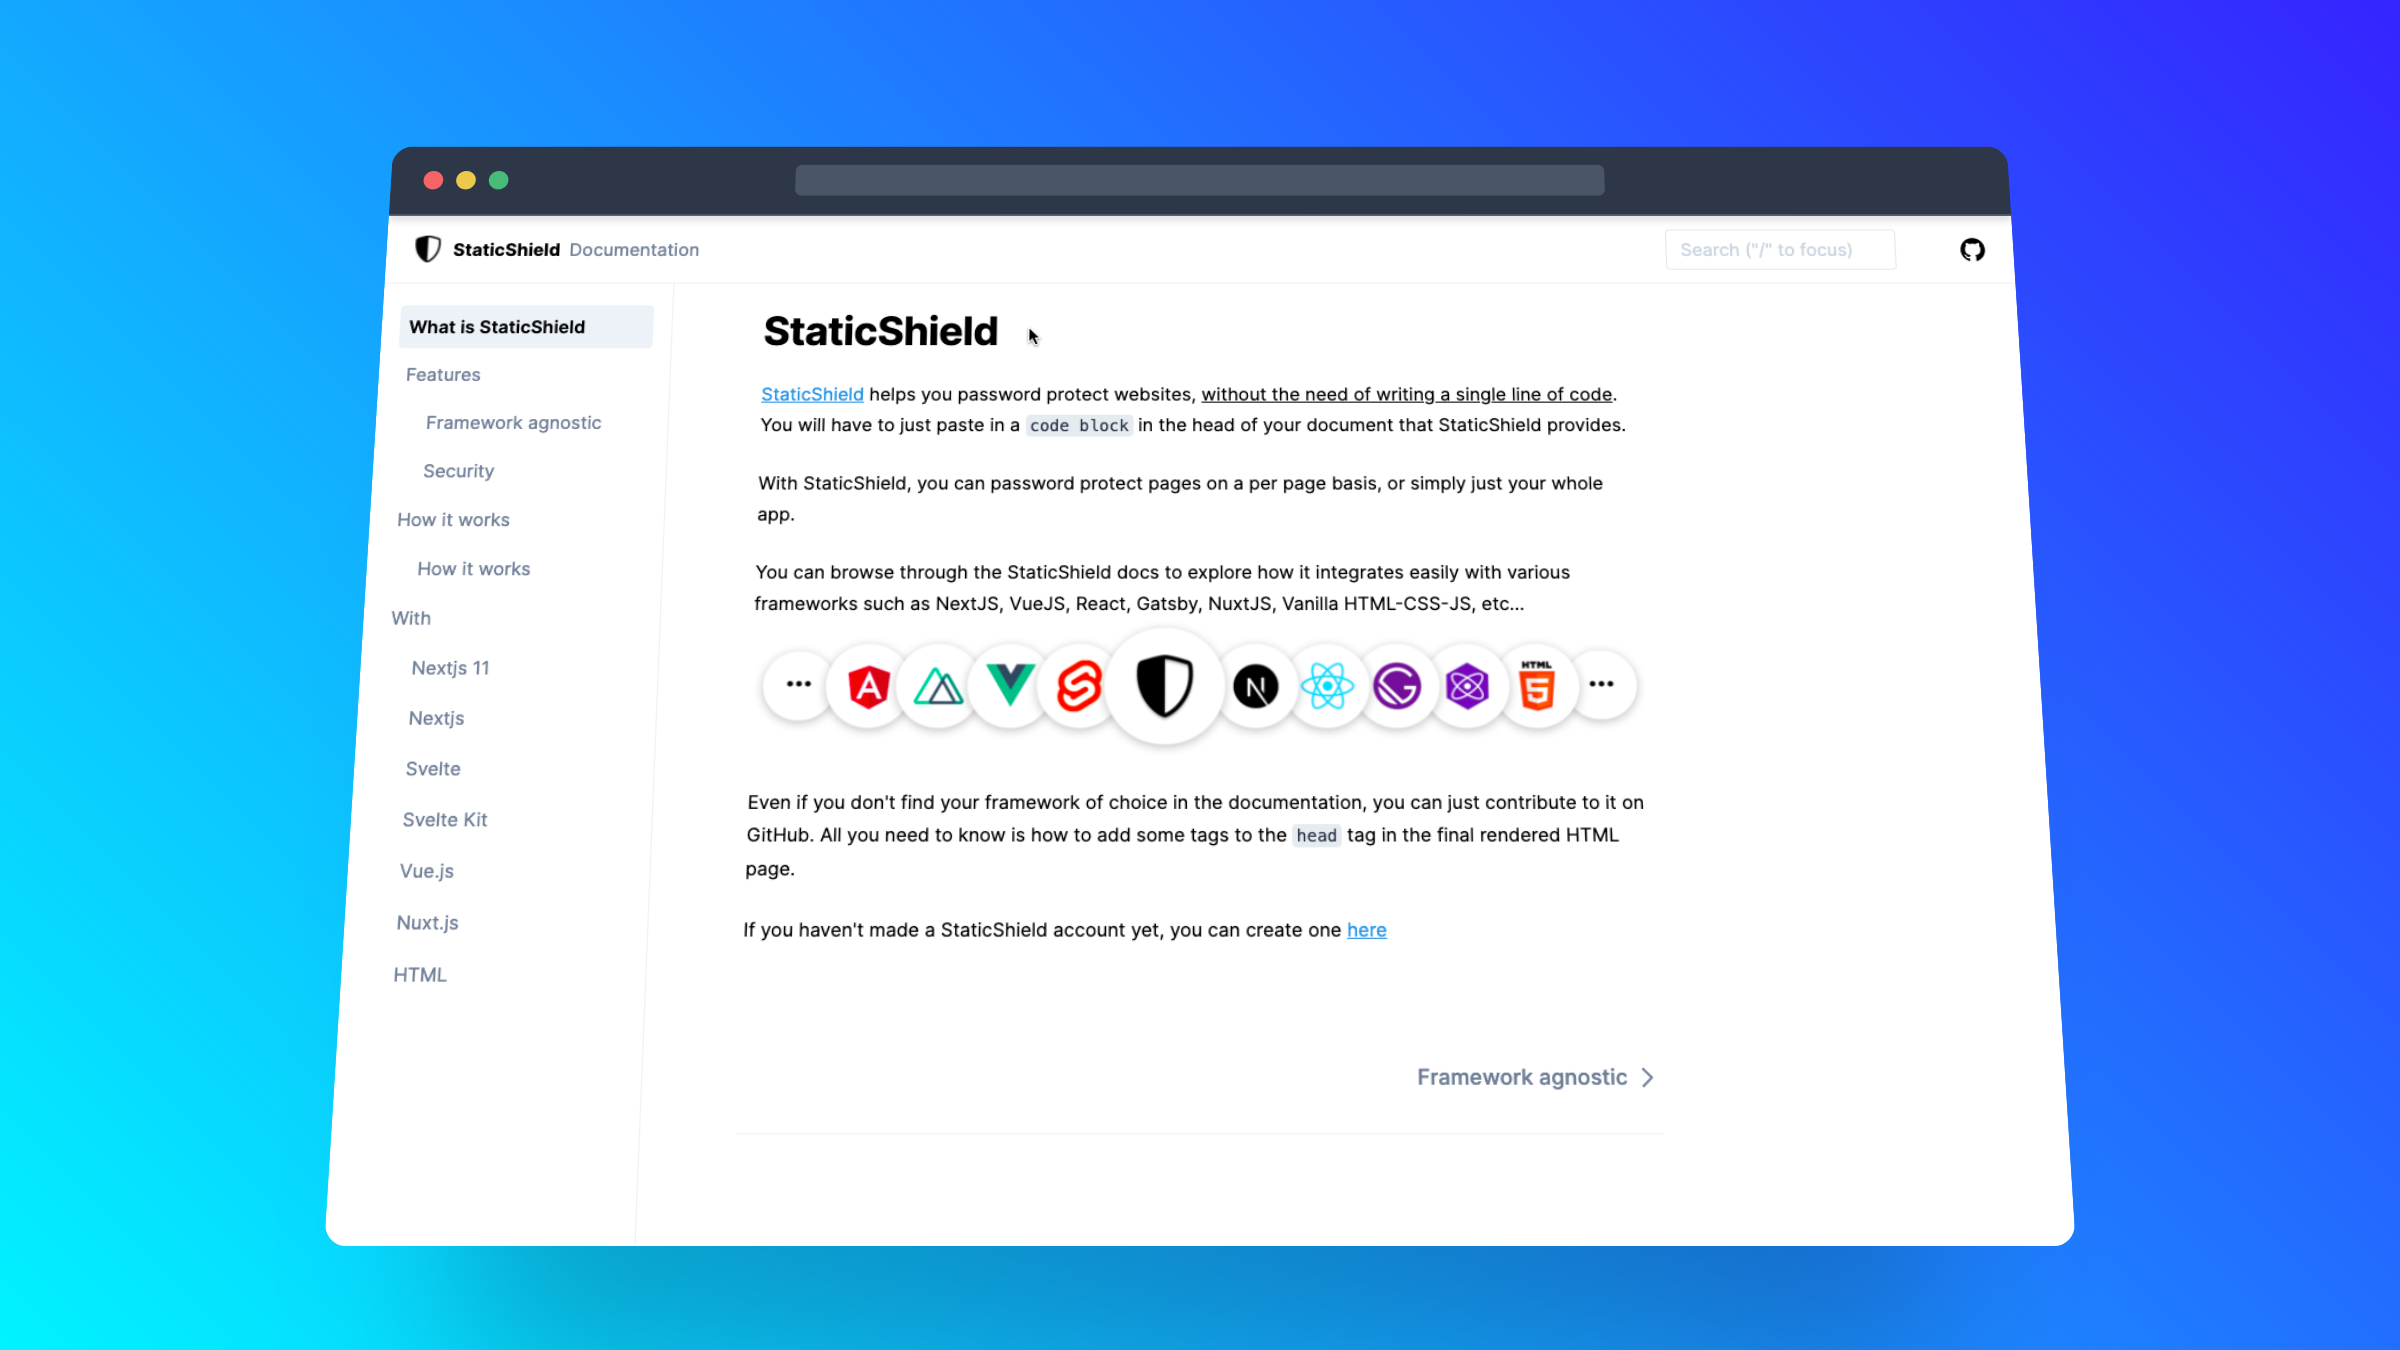 StaticShield Documentation
Search ("/" to focus)
What is StaticShield
Features
Framework agnostic
Security
How it works
How it works
With
Nextjs 11
Nextjs
Svelte
Svelte Kit
Vue.js
Nuxt.js
HTML
StaticShield
StaticShield helps you password protect websites, without the need of writing a single line of code.
You will have to just paste in a code block in the head of your document that StaticShield provides.
With StaticShield, you can password protect pages on a per page basis, or simply just your whole
app.
You can browse through the StaticShield docs to explore how it integrates easily with various
frameworks such as NextJS, VueJS, React, Gatsby, NuxtJS, Vanilla HTML-CSS-JS, etc...
... A N G HTML 5 ...
Even if you don't find your framework of choice in the documentation, you can just contribute to it on
GitHub. All you need to know is how to add some tags to the head tag in the final rendered HTML
page.
If you haven't made a StaticShield account yet, you can create one here
Framework agnostic >